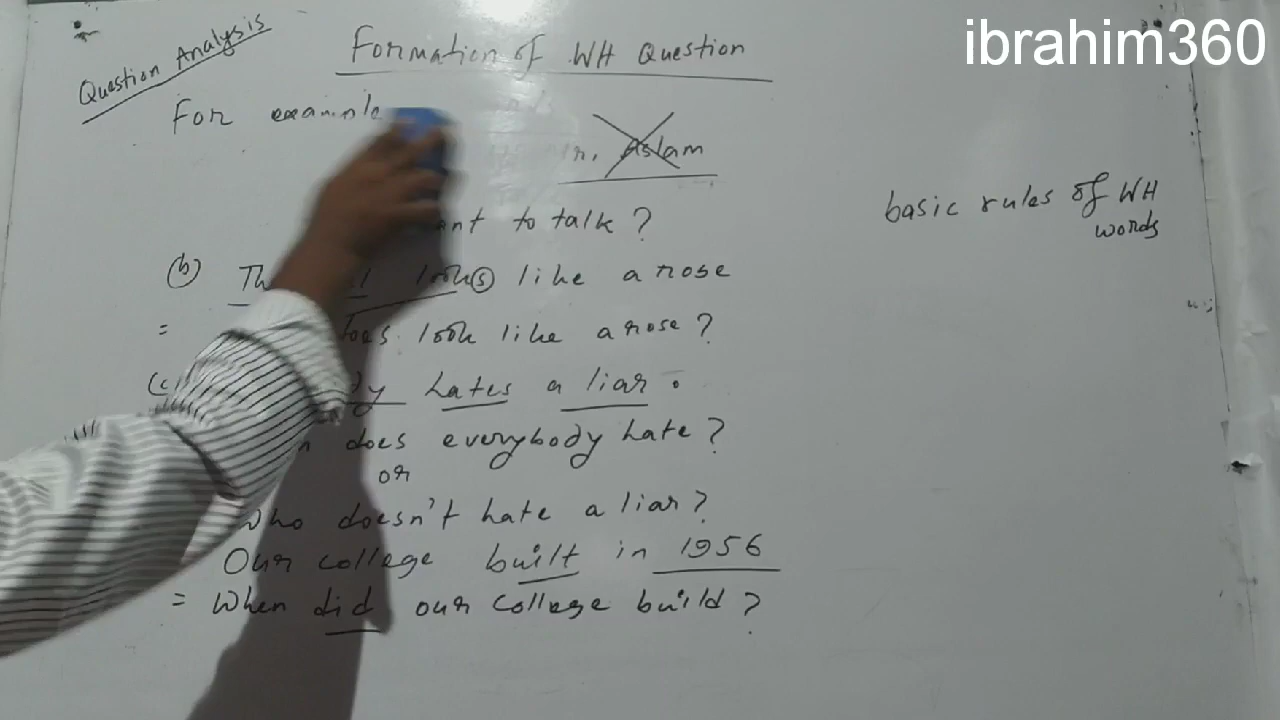 ibrahim360
Question Analysis
Formation of WH Question
For example
Aslam
to talk?
(b) looks like a rose
= does look like a rose?
hates a liar.
does everybody hate?
or
Who doesn't hate a liar?
Our college built in 1956
= When did our college build?
basic rules of WH
words